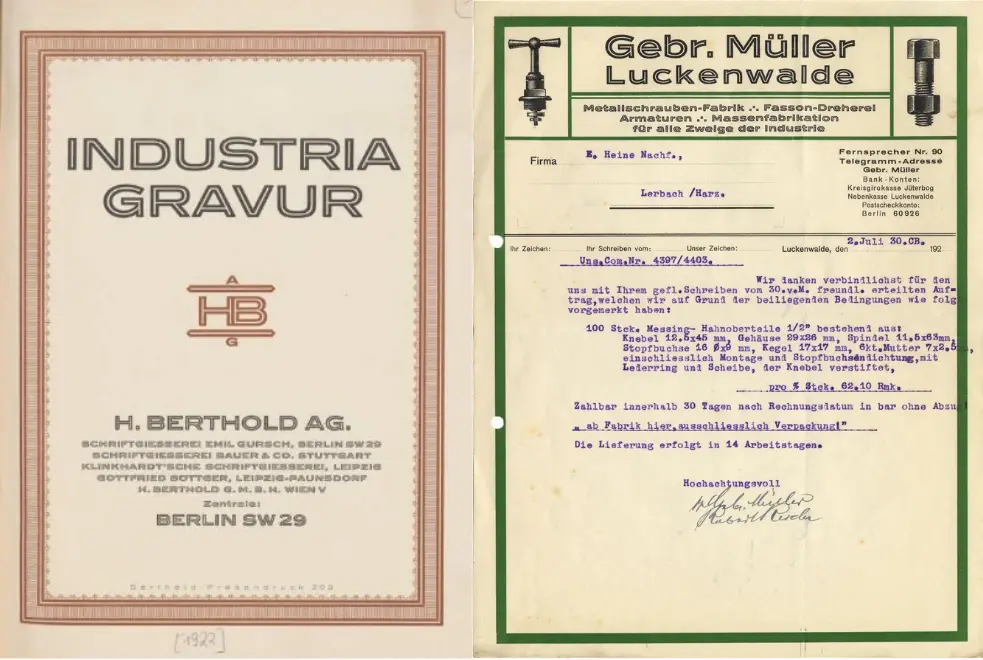 INDUSTRIA
GRAVUR
A
HB
G
H. BERTHOLD AG.
SCHRIFTGIESSEREI EMIL GURSCH, BERLIN SW 29
SCHRIFTGIESSEREI BAUER & CO. STUTTGART
KLINKHARDT'SCHE SCHRIFTGIESSEREI, LEIPZIG
GOTTFRIED BÖTTGER, LEIPZIG-PAUNSDORF
H. BERTHOLD G. M. B. H. WIEN V
Zentrale:
BERLIN SW 29
Gebr. Müller
Luckenwalde
Metallschrauben-Fabrik ∴ Fasson-Dreherei
Armaturen ∴ Massenfabrikation
für alle Zweige der Industrie
Firma
E. Heine Nachf.,
Lerbach /Harz.
Fernsprecher Nr. 90
Telegramm-Adresse
Gebr. Müller
Bank-Konten:
Kreisgirokasse Jüterbog
Nebenkasse Luckenwalde
Postscheckkonto:
Berlin 60926
Ihr Zeichen: Ihr Schreiben vom: Unser Zeichen: Luckenwalde, den 2.Juli 30.CB. 192
Uns.Com.Nr. 4397/4403.
Wir danken verbindlichst für den
uns mit Ihrem gefl.Schreiben vom 30.v.M. freundl. erteilten Auf-
trag,welchen wir auf Grund der beiliegenden Bedingungen wie folg
vorgemerkt haben:
100 Stck. Messing- Hahnoberteile 1/2" bestehend aus:
Knebel 12.5x45 mm, Gehäuse 29x26 mm, Spindel 11.5x63mm,
Stopfbuchse 16 Øx9 mm, Kegel 17x17 mm, 6kt.Mutter
einschliesslich Montage und Stopfbuchsendichtung,mit
Lederring und Scheibe, der Knebel verstiftet,
pro % Stck. 62.10 Rmk.
Zahlbar innerhalb 30 Tagen nach Rechnungsdatum in bar ohne Abzu
" ab Fabrik hier,ausschliesslich Verpackung!"
Die Lieferung erfolgt in 14 Arbeitstagen.
Hochachtungsvoll